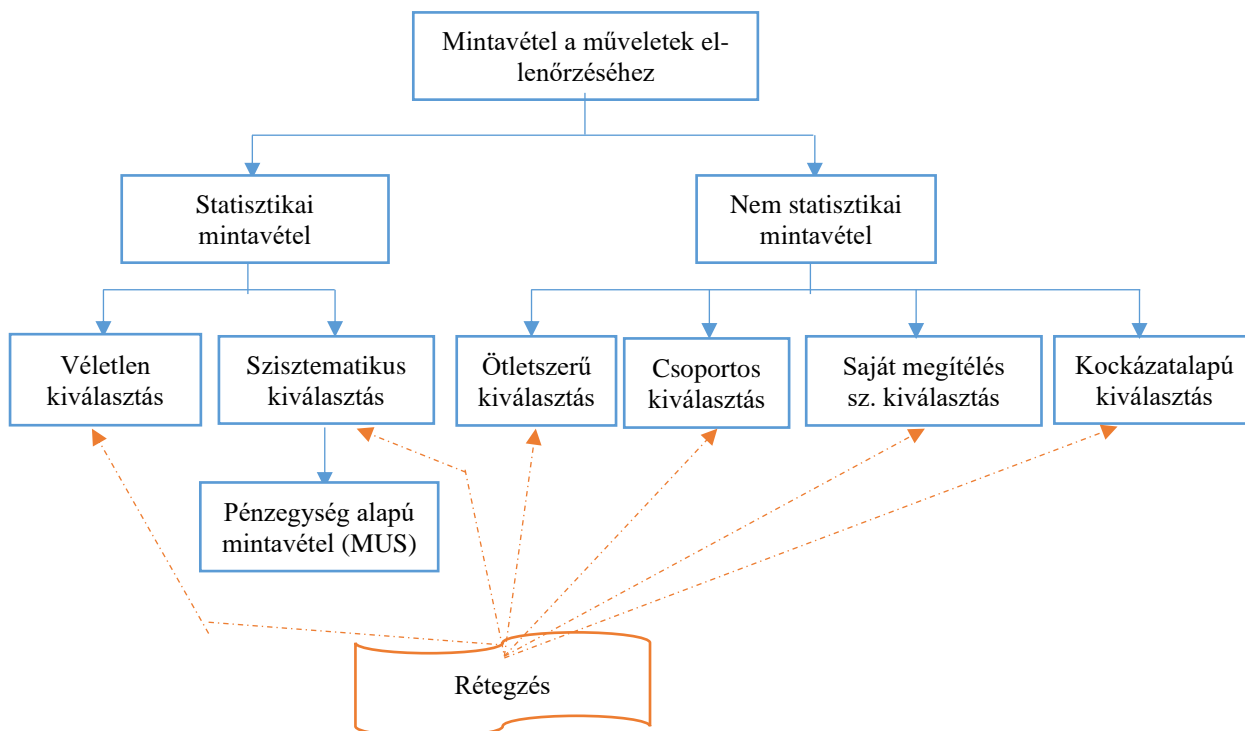 Mintavétel a műveletek el-
lenőrzéséhez
Statisztikai
mintavétel
Nem statisztikai
mintavétel
Véletlen
kiválasztás
Szisztematikus
kiválasztás
Ötletszerű
kiválasztás
Csoportos
kiválasztás
Saját megítélés
sz. kiválasztás
Kockázatalapú
kiválasztás
Pénzegység alapú
mintavétel (MUS)
Rétegzés